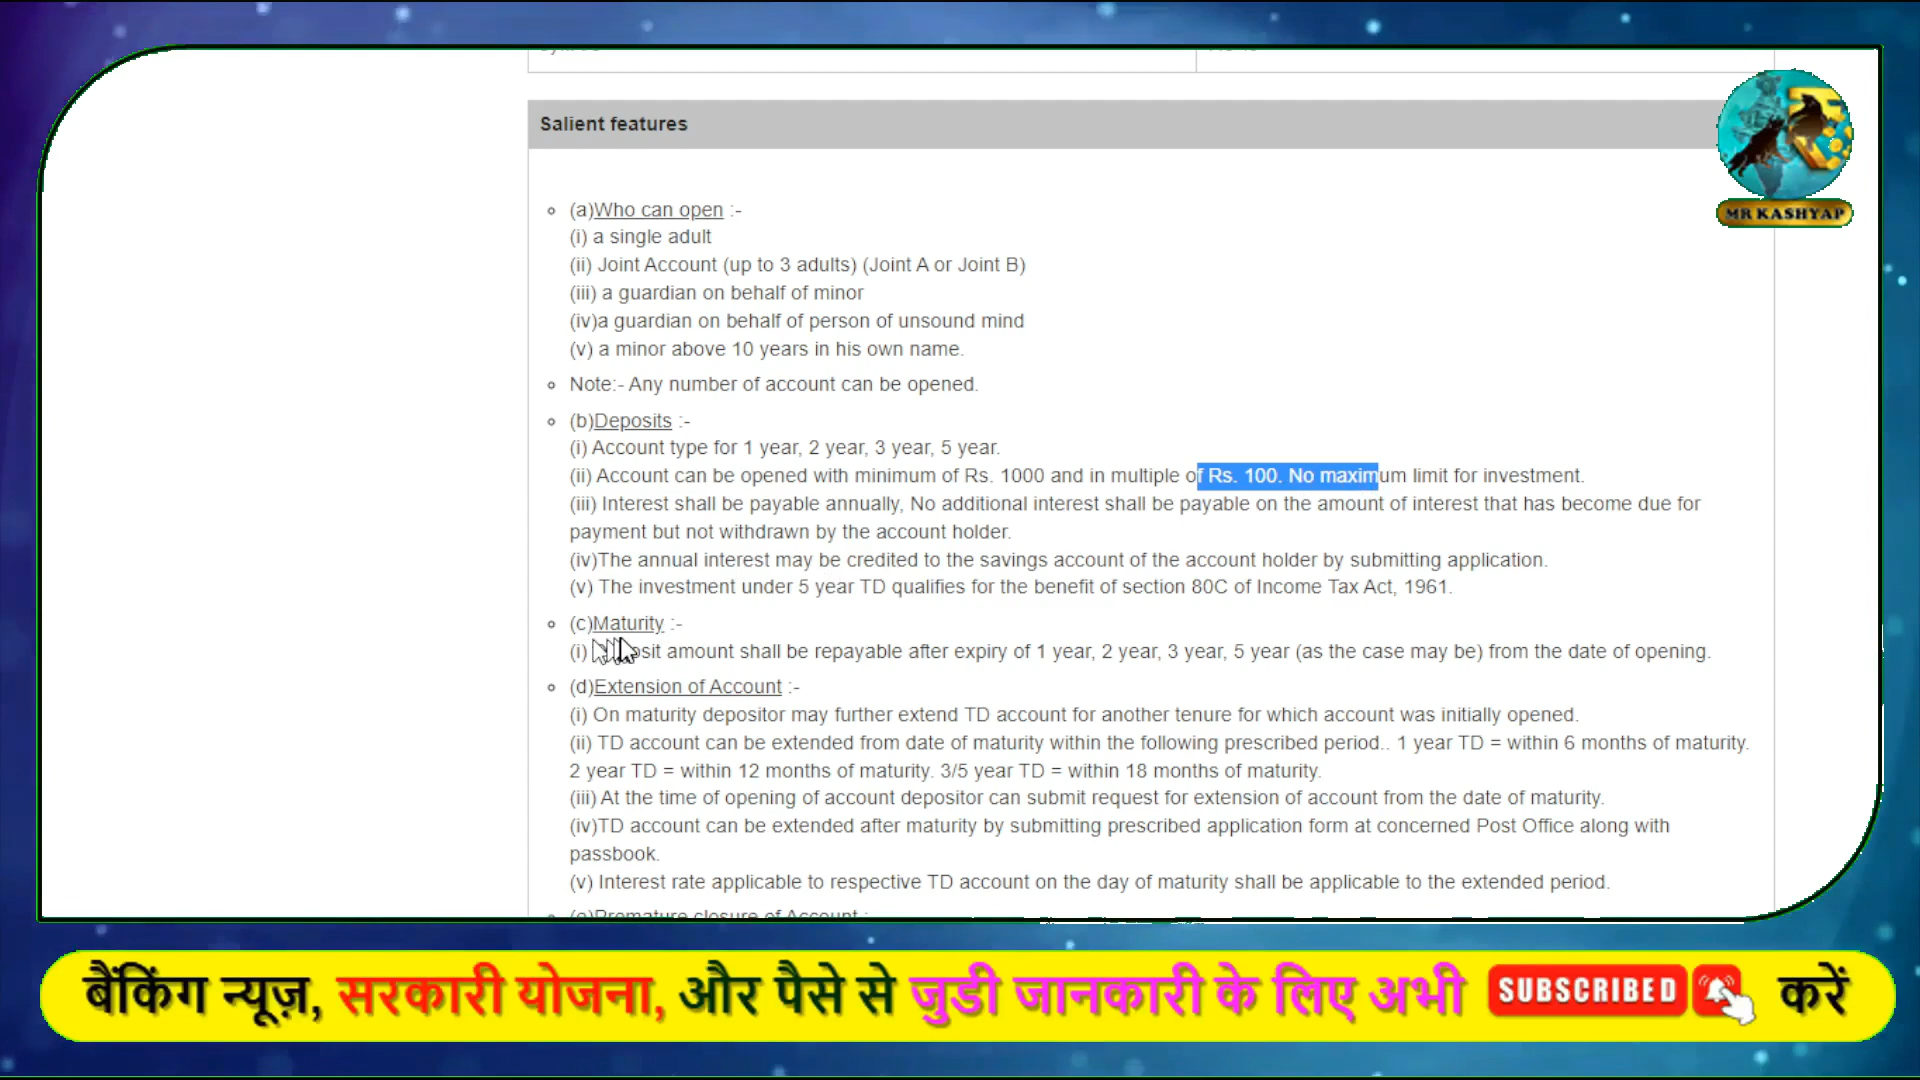 Salient features
MR KASHYAP
(a)Who can open :-
(i) a single adult
(ii) Joint Account (up to 3 adults) (Joint A or Joint B)
(iii) a guardian on behalf of minor
(iv)a guardian on behalf of person of unsound mind
(v) a minor above 10 years in his own name.
Note:- Any number of account can be opened.
(b)Deposits :-
(i) Account type for 1 year, 2 year, 3 year, 5 year.
(ii) Account can be opened with minimum of Rs. 1000 and in multiple of Rs. 100. No maximum limit for investment.
(iii) Interest shall be payable annually, No additional interest shall be payable on the amount of interest that has become due for
payment but not withdrawn by the account holder.
(iv)The annual interest may be credited to the savings account of the account holder by submitting application.
(v) The investment under 5 year TD qualifies for the benefit of section 80C of Income Tax Act, 1961.
(c)Maturity :-
(i) amount shall be repayable after expiry of 1 year, 2 year, 3 year, 5 year (as the case may be) from the date of opening.
(d)Extension of Account :-
(i) On maturity depositor may further extend TD account for another tenure for which account was initially opened.
(ii) TD account can be extended from date of maturity within the following prescribed period.. 1 year TD = within 6 months of maturity.
2 year TD = within 12 months of maturity. 3/5 year TD = within 18 months of maturity.
(iii) At the time of opening of account depositor can submit request for extension of account from the date of maturity.
(iv)TD account can be extended after maturity by submitting prescribed application form at concerned Post Office along with
passbook.
(v) Interest rate applicable to respective TD account on the day of maturity shall be applicable to the extended period.
(e)Premature closure of Account :-
बैंकिंग न्यूज़, सरकारी योजना, और पैसे से जुडी जानकारी के लिए अभी SUBSCRIBED करें